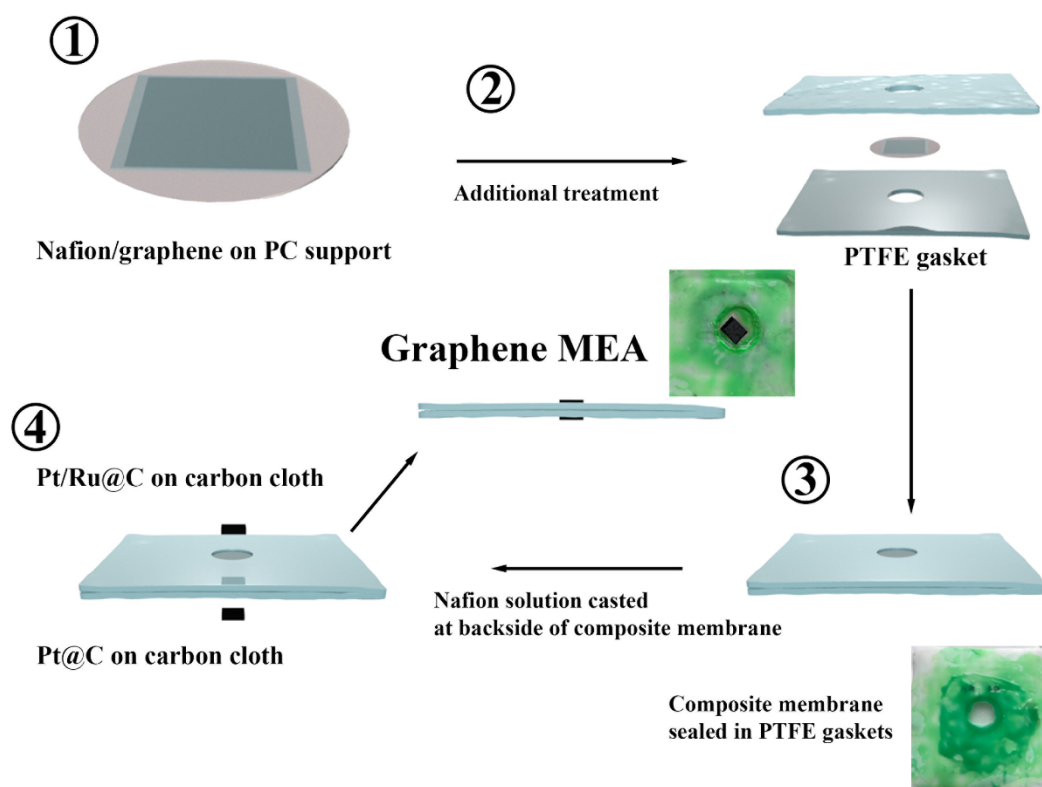 ①
Nafion/graphene on PC support
②
Additional treatment
PTFE gasket
Graphene MEA
③
Composite membrane
sealed in PTFE gaskets
Nafion solution casted
at backside of composite membrane
④
Pt/Ru@C on carbon cloth
Pt@C on carbon cloth